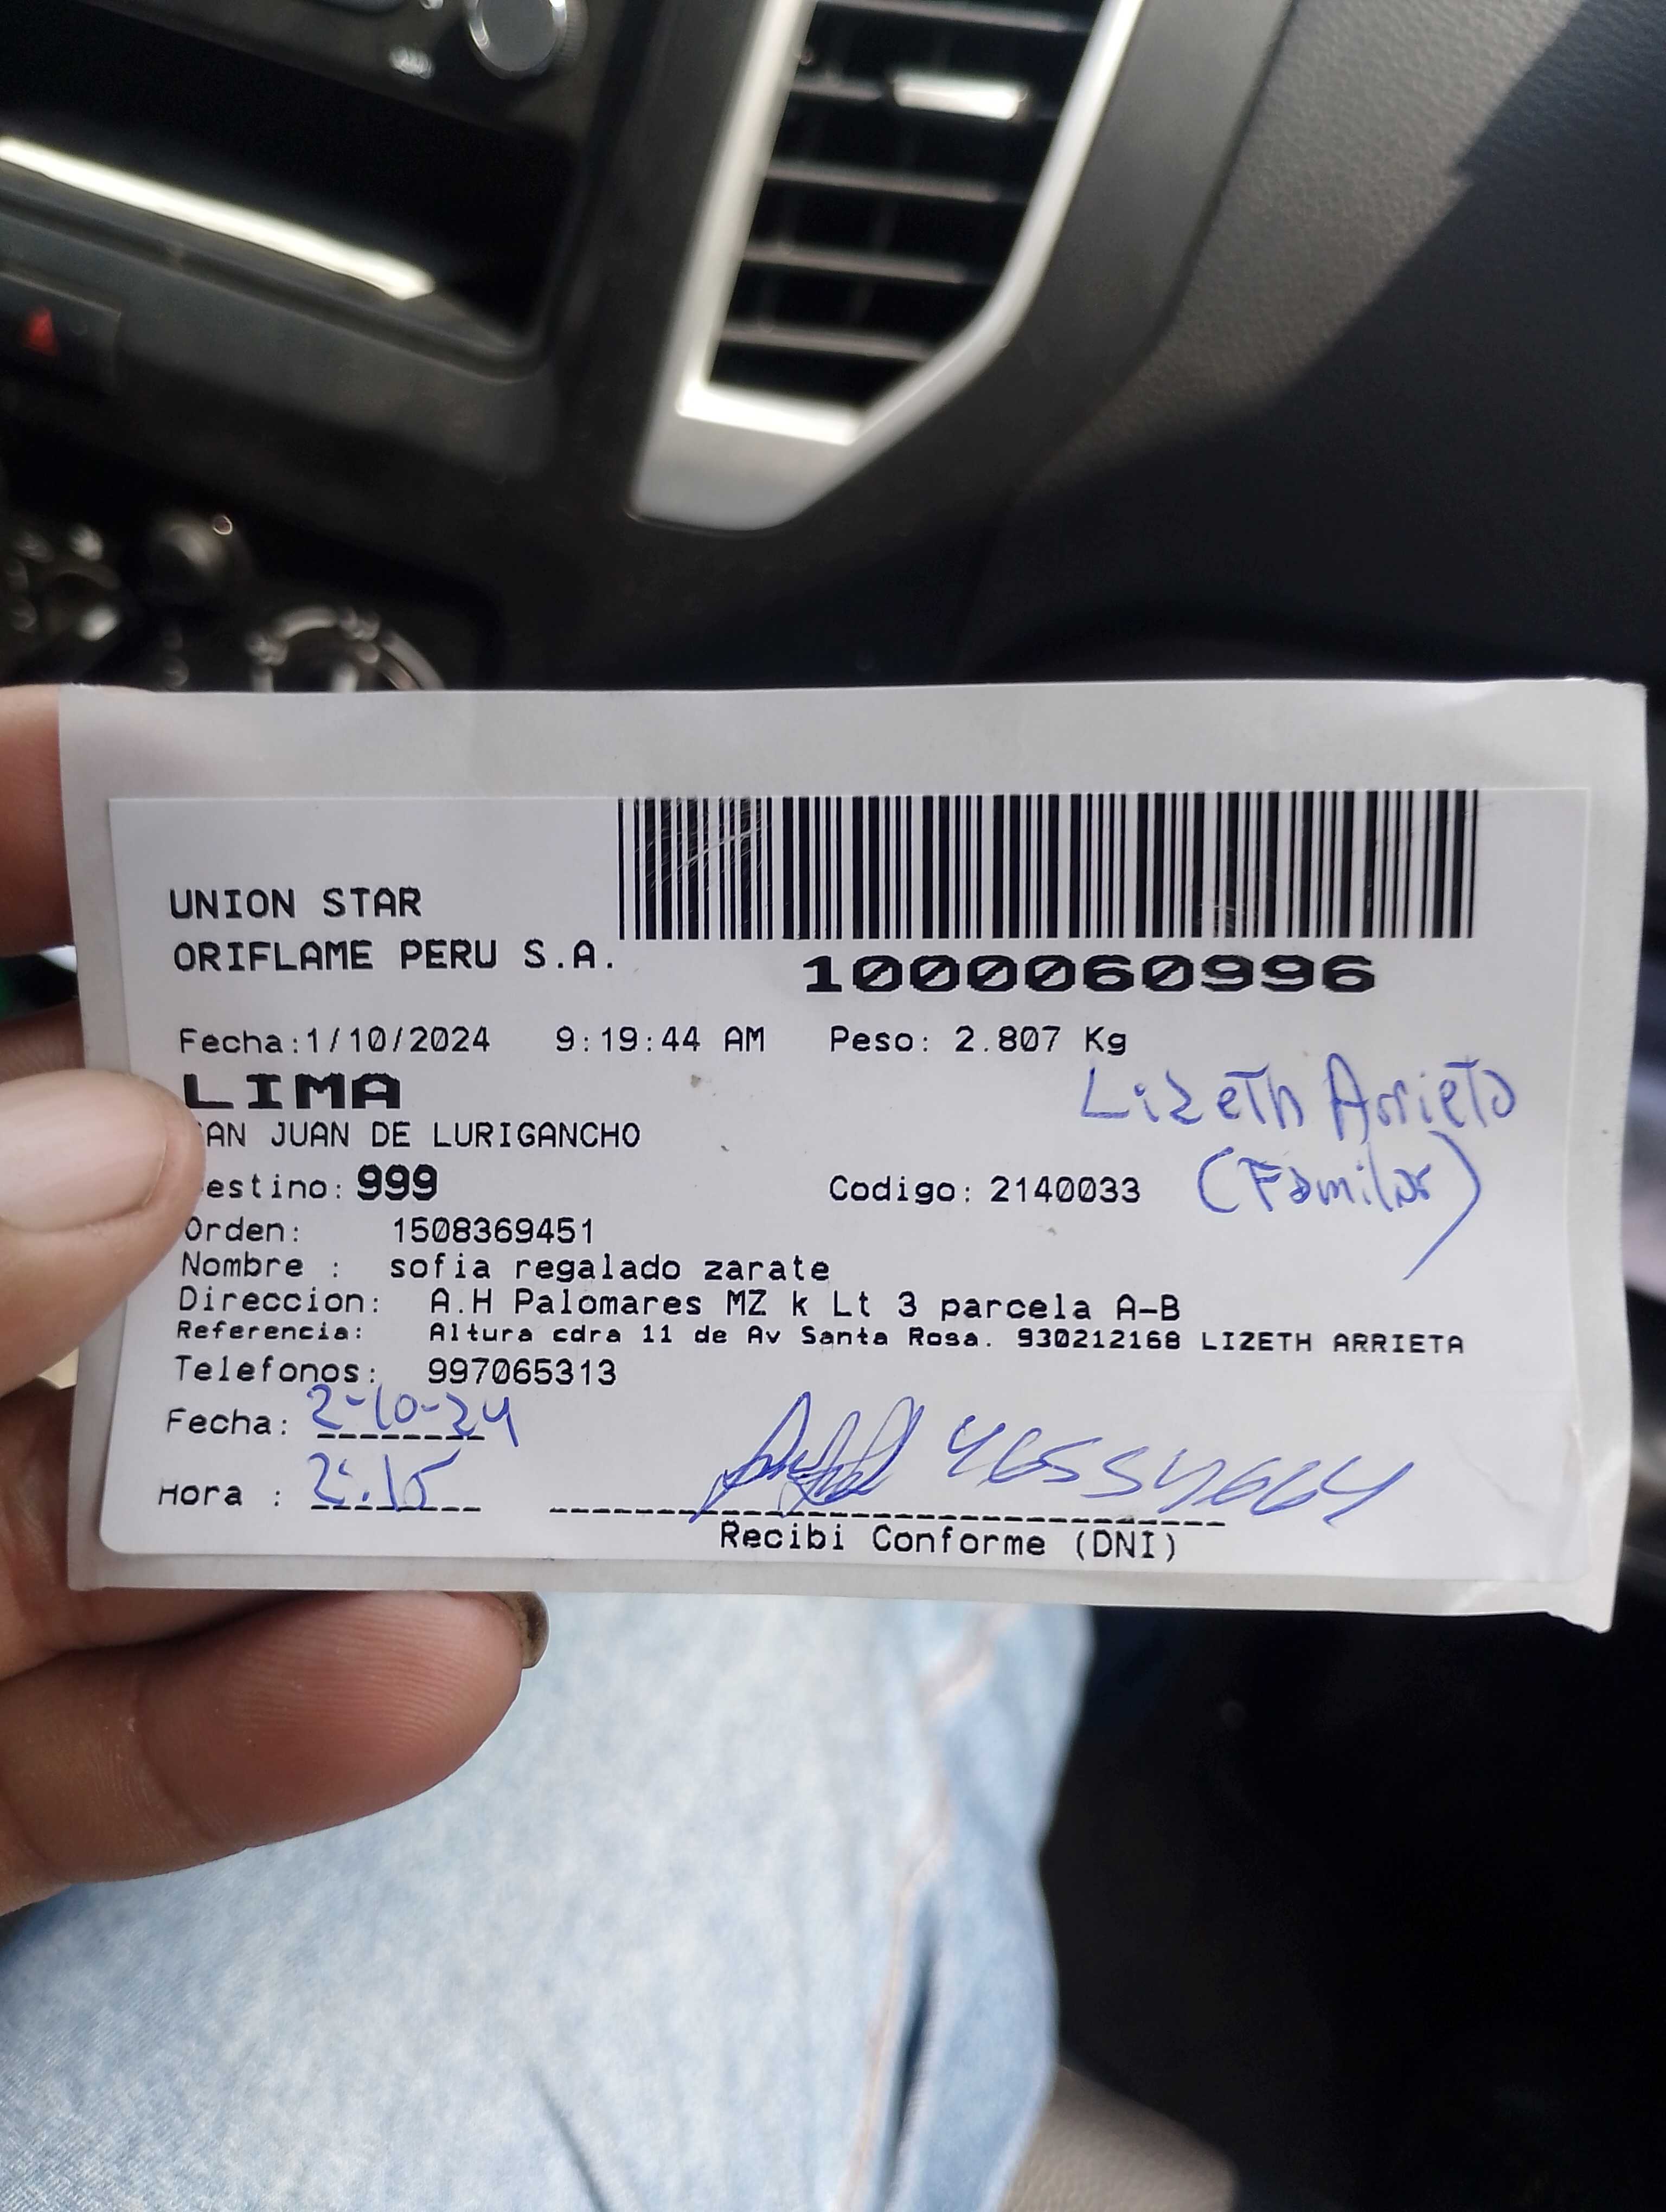 UNION STAR
ORIFLAME PERU S.A.
1000060996
Fecha:1/10/2024 9:19:44 AM Peso: 2.807 Kg
LIMA
Lizeth Arrieta
AN JUAN DE LURIGANCHO
(Familiar)
estino: 999 Codigo: 2140033
Orden: 1508369451
Nombre : sofia regalado zarate
Direccion: A.H Palomares MZ k Lt 3 parcela A-B
Referencia: Altura cdra 11 de Av Santa Rosa. 930212168 LIZETH ARRIETA
Telefonos: 997065313
Fecha: 2-10-24
Hora : 2:15
Recibi Conforme (DNI)